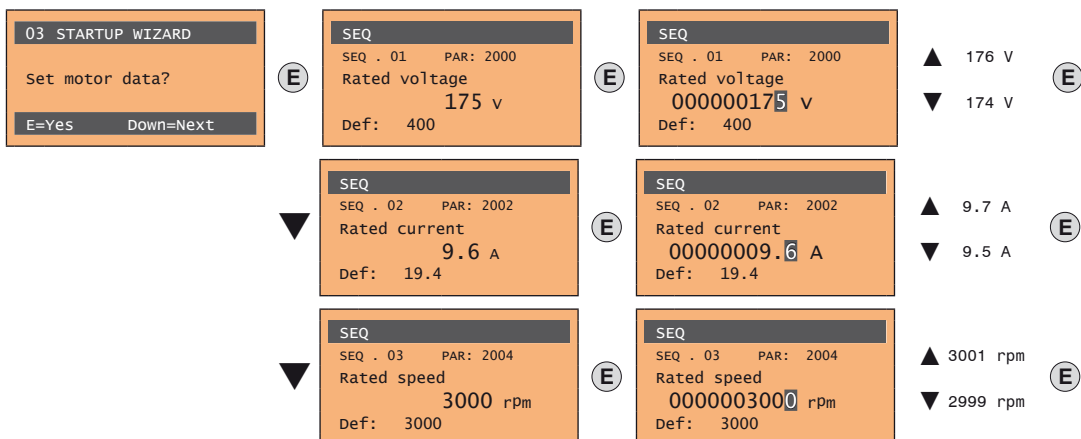 03 STARTUP WIZARD
Set motor data?
E=Yes Down=Next
E
SEQ
SEQ . 01 PAR: 2000
Rated voltage
175 V
Def: 400
E
SEQ
SEQ . 01 PAR: 2000
Rated voltage
000000175 V
Def: 400
▲ 176 V
▼ 174 V
E
▼
SEQ
SEQ . 02 PAR: 2002
Rated current
9.6 A
Def: 19.4
E
SEQ
SEQ . 02 PAR: 2002
Rated current
00000009.6 A
Def: 19.4
▲ 9.7 A
▼ 9.5 A
E
▼
SEQ
SEQ . 03 PAR: 2004
Rated speed
3000 rpm
Def: 3000
E
SEQ
SEQ . 03 PAR: 2004
Rated speed
000003000 rpm
Def: 3000
▲ 3001 rpm
▼ 2999 rpm
E